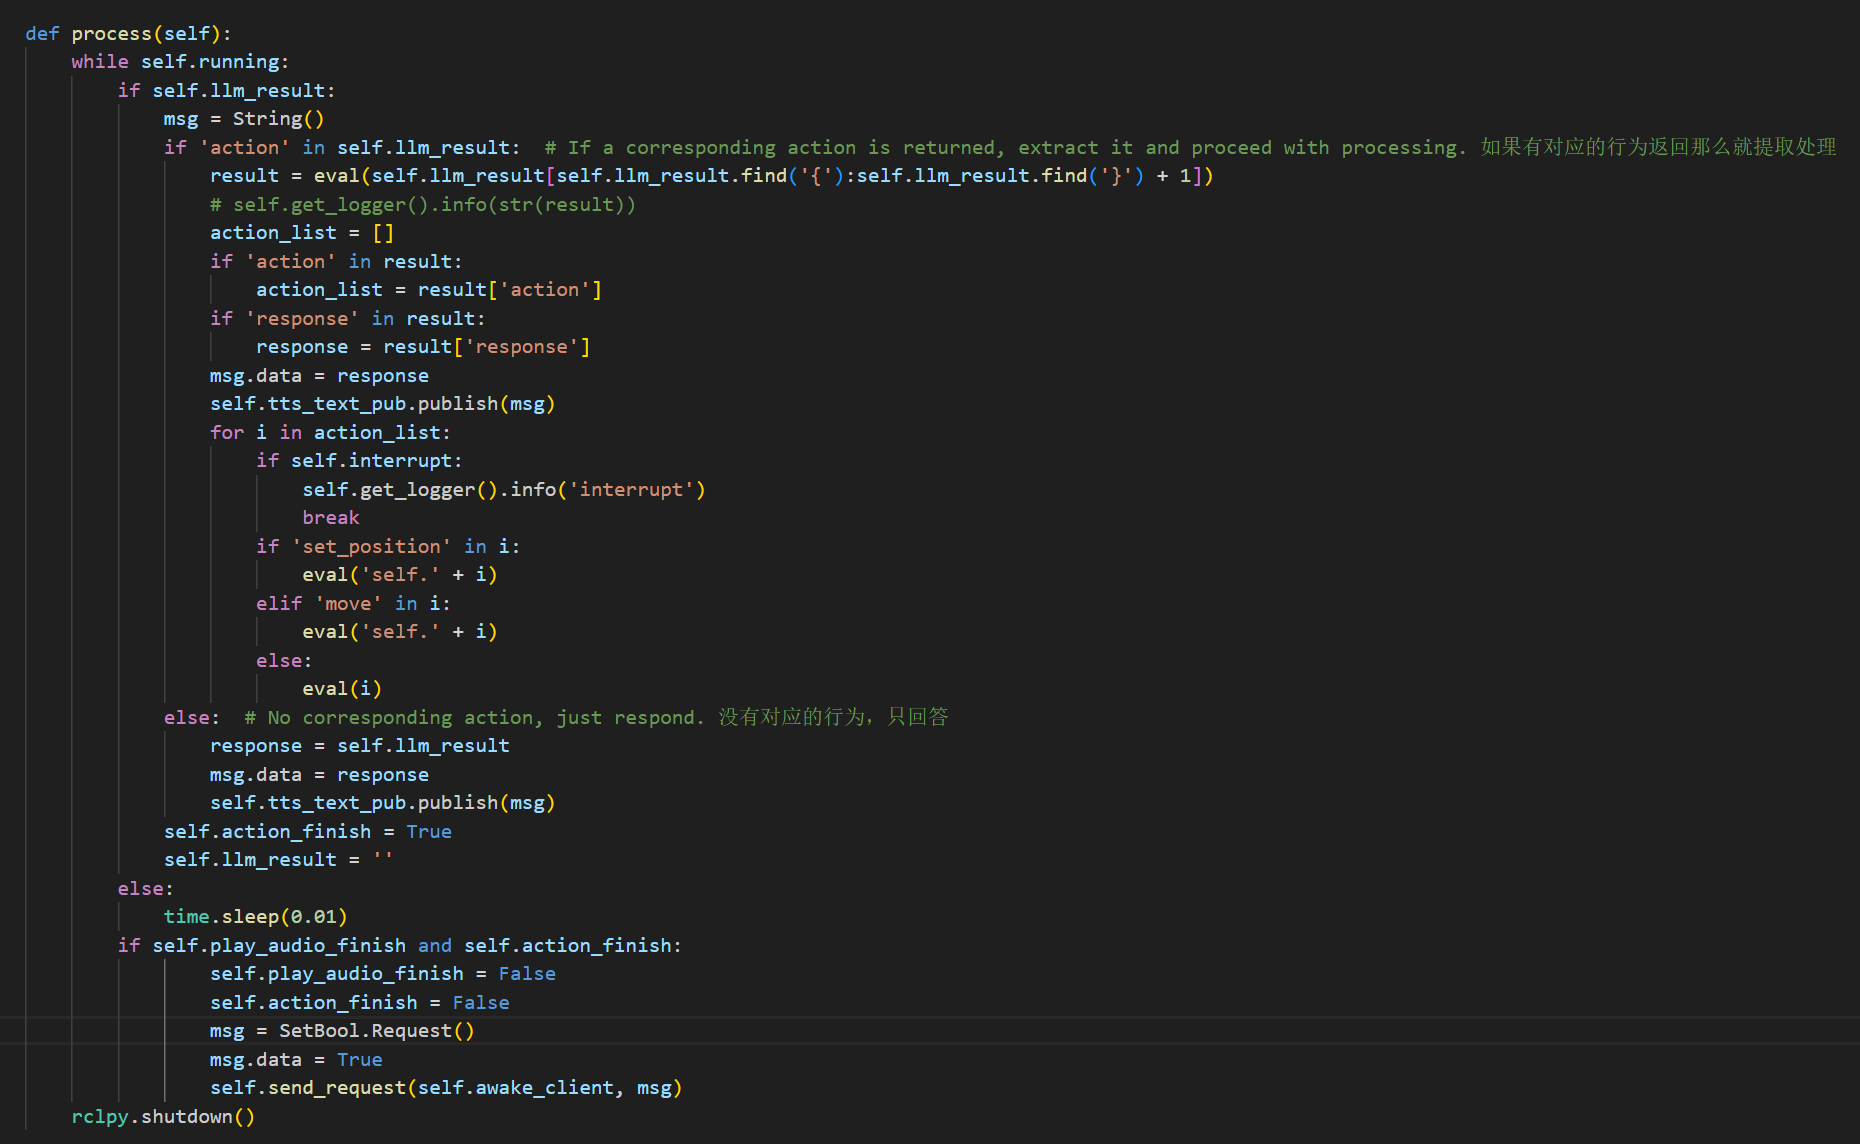 def process(self):
    while self.running:
        if self.llm_result:
            msg = String()
            if 'action' in self.llm_result:  # If a corresponding action is returned, extract it and proceed with processing. 如果有对应的行为返回那么就提取处理
                result = eval(self.llm_result[self.llm_result.find('{'):self.llm_result.find('}') + 1])
                # self.get_logger().info(str(result))
                action_list = []
                if 'action' in result:
                    action_list = result['action']
                if 'response' in result:
                    response = result['response']
                msg.data = response
                self.tts_text_pub.publish(msg)
                for i in action_list:
                    if self.interrupt:
                        self.get_logger().info('interrupt')
                        break
                    if 'set_position' in i:
                        eval('self.' + i)
                    elif 'move' in i:
                        eval('self.' + i)
                    else:
                        eval(i)
            else:  # No corresponding action, just respond. 没有对应的行为，只回答
                response = self.llm_result
                msg.data = response
                self.tts_text_pub.publish(msg)
            self.action_finish = True
            self.llm_result = ''
        else:
            time.sleep(0.01)
        if self.play_audio_finish and self.action_finish:
                self.play_audio_finish = False
                self.action_finish = False
                msg = SetBool.Request()
                msg.data = True
                self.send_request(self.awake_client, msg)
    rclpy.shutdown()